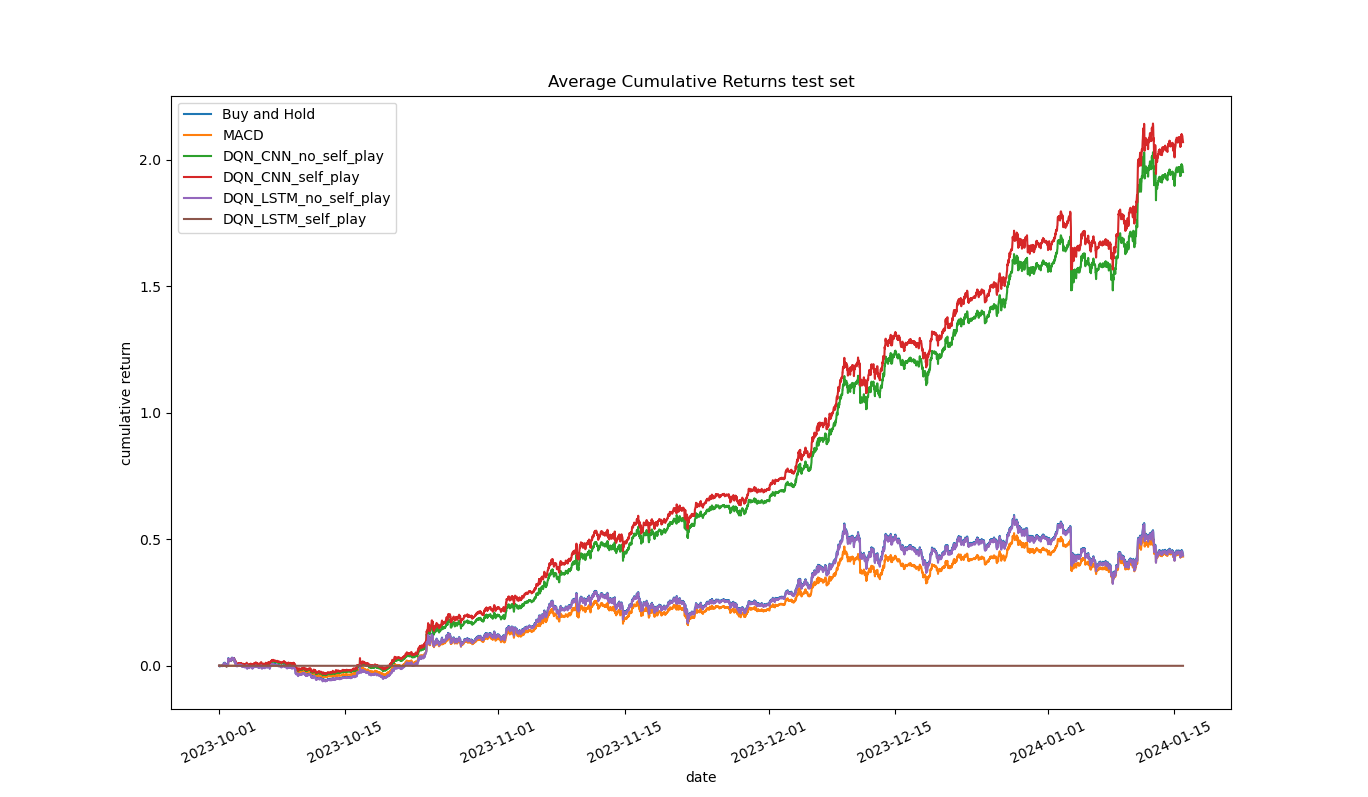 Average Cumulative Returns test set
Buy and Hold
MACD
DQN_CNN_no_self_play
DQN_CNN_self_play
DQN_LSTM_no_self_play
DQN_LSTM_self_play
cumulative return
2.0
1.5
1.0
0.5
0.0
2023-10-01
2023-10-15
2023-11-01
2023-11-15
2023-12-01
2023-12-15
2024-01-01
2024-01-15
date